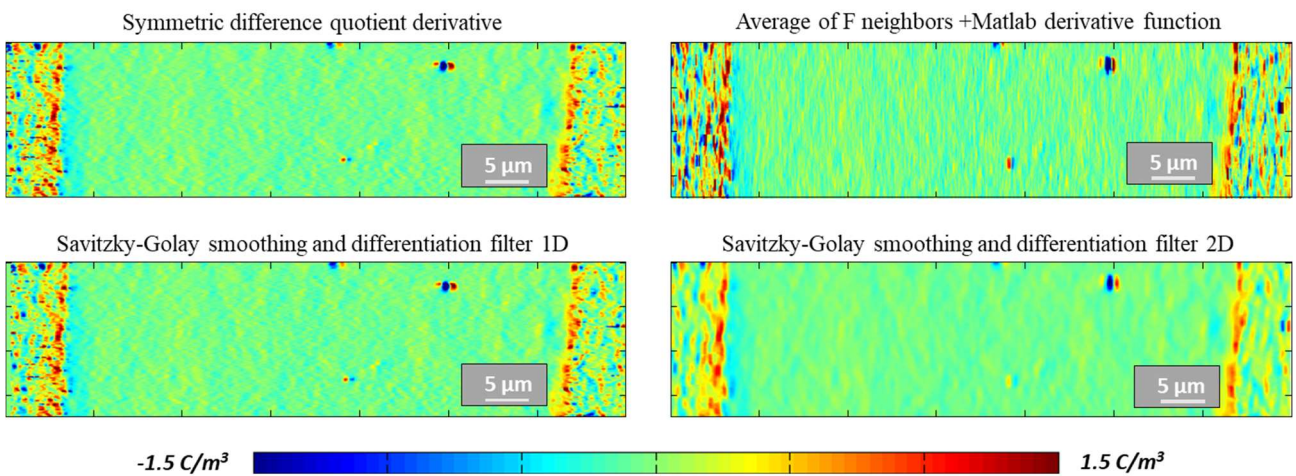 Symmetric difference quotient derivative
Average of F neighbors +Matlab derivative function
5 µm
5 µm
Savitzky-Golay smoothing and differentiation filter 1D
Savitzky-Golay smoothing and differentiation filter 2D
5 µm
5 µm
-1.5 C/m³
1.5 C/m³